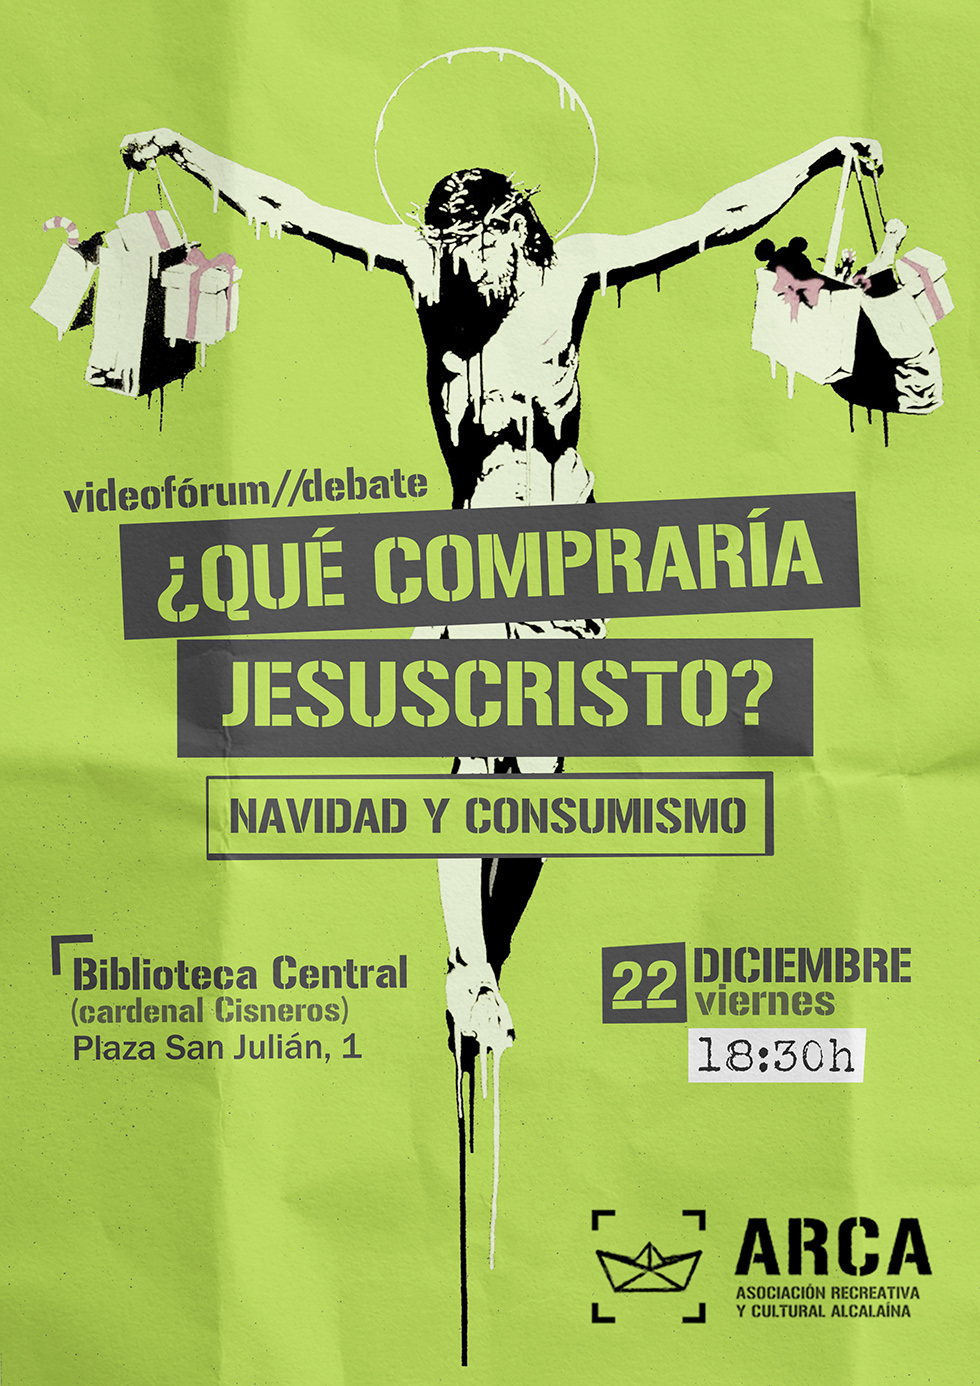 videofórum//debate
¿QUÉ COMPRARÍA
JESUSCRISTO?
NAVIDAD Y CONSUMISMO
Biblioteca Central
(cardenal Cisneros)
Plaza San Julián, 1
22 DICIEMBRE
viernes
18:30h
ARCA
ASOCIACIÓN RECREATIVA
Y CULTURAL ALCALAÍNA